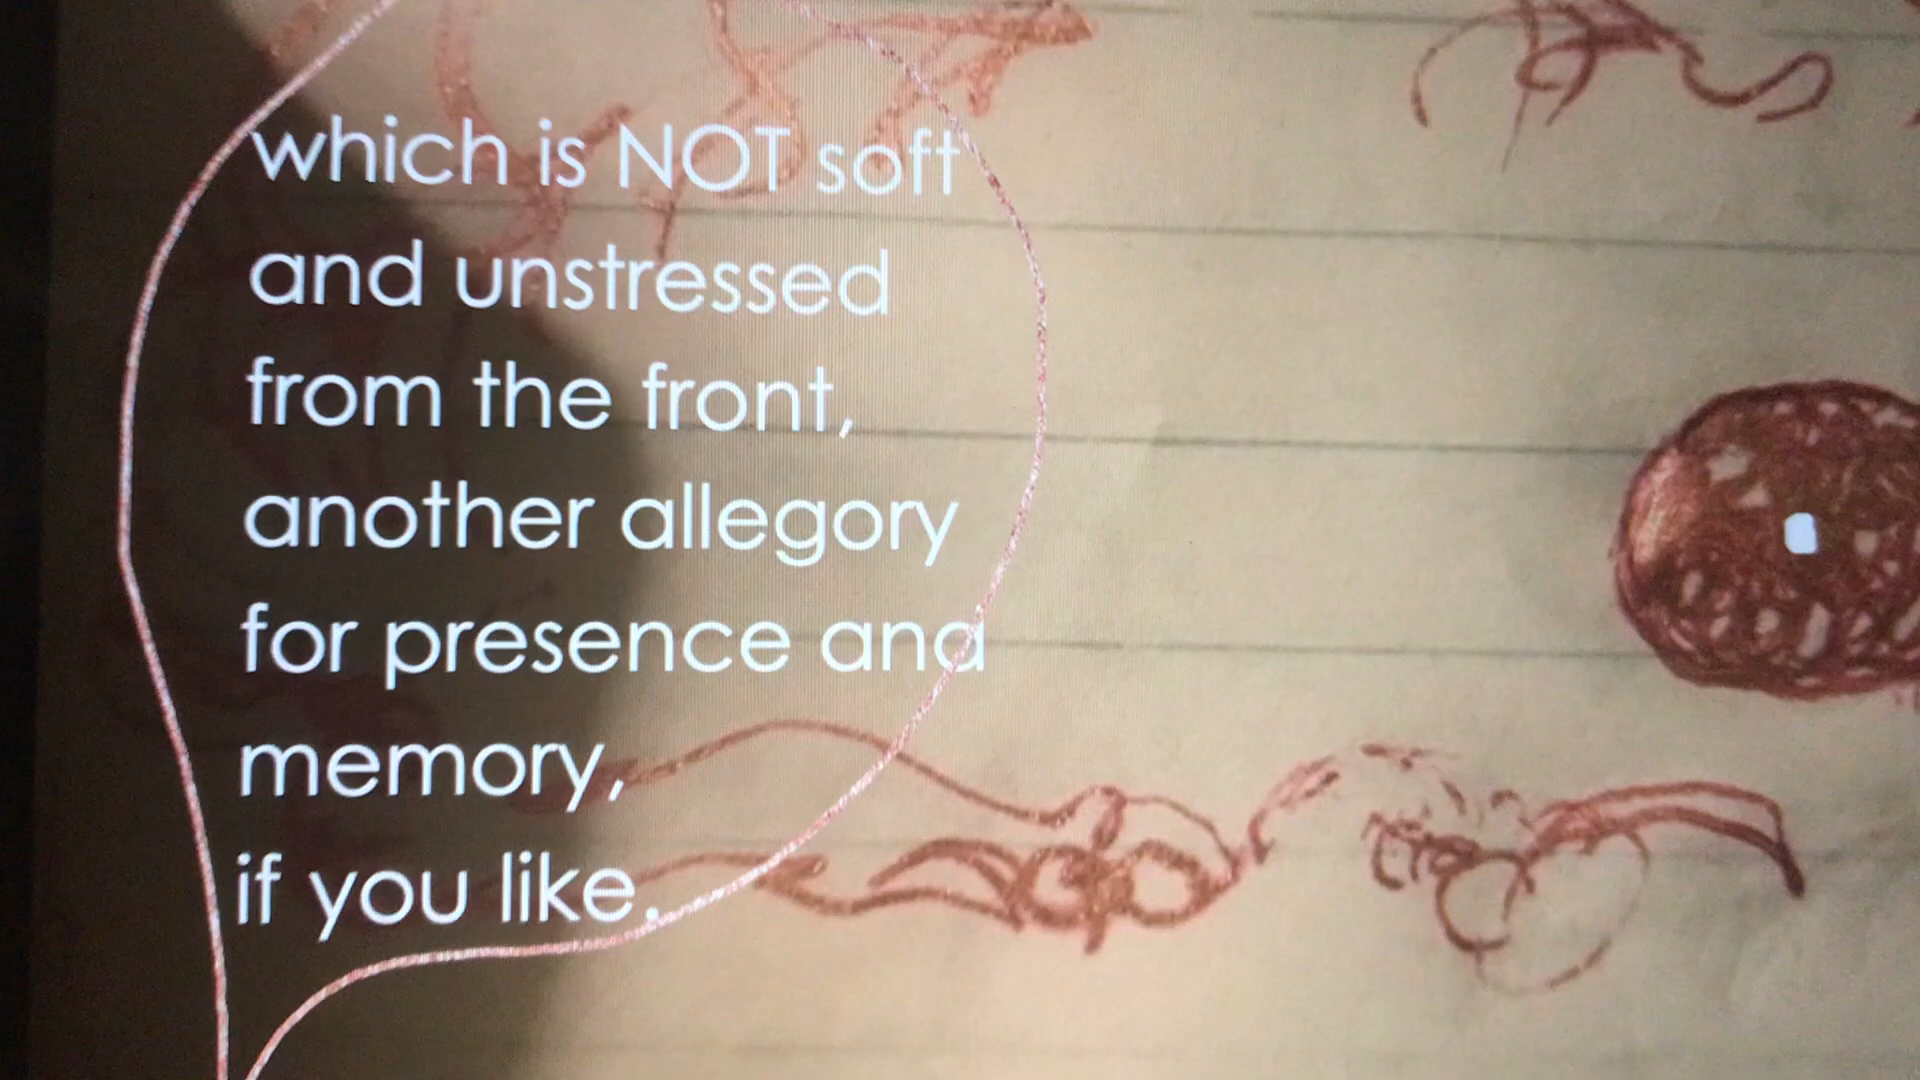 which is NOT soft
and unstressed
from the front,
another allegory
for presence and
memory,
if you like.